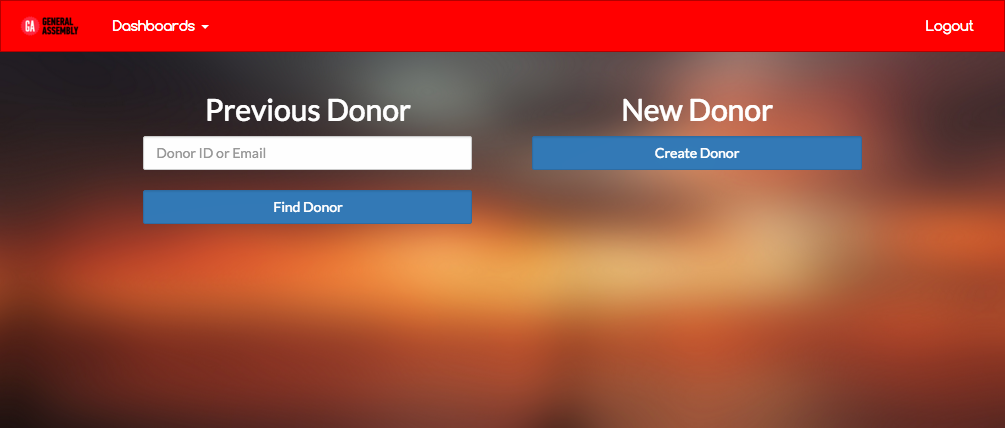 GA GENERAL
ASSEMBLY
Dashboards
Logout
Previous Donor
Donor ID or Email
Find Donor
New Donor
Create Donor